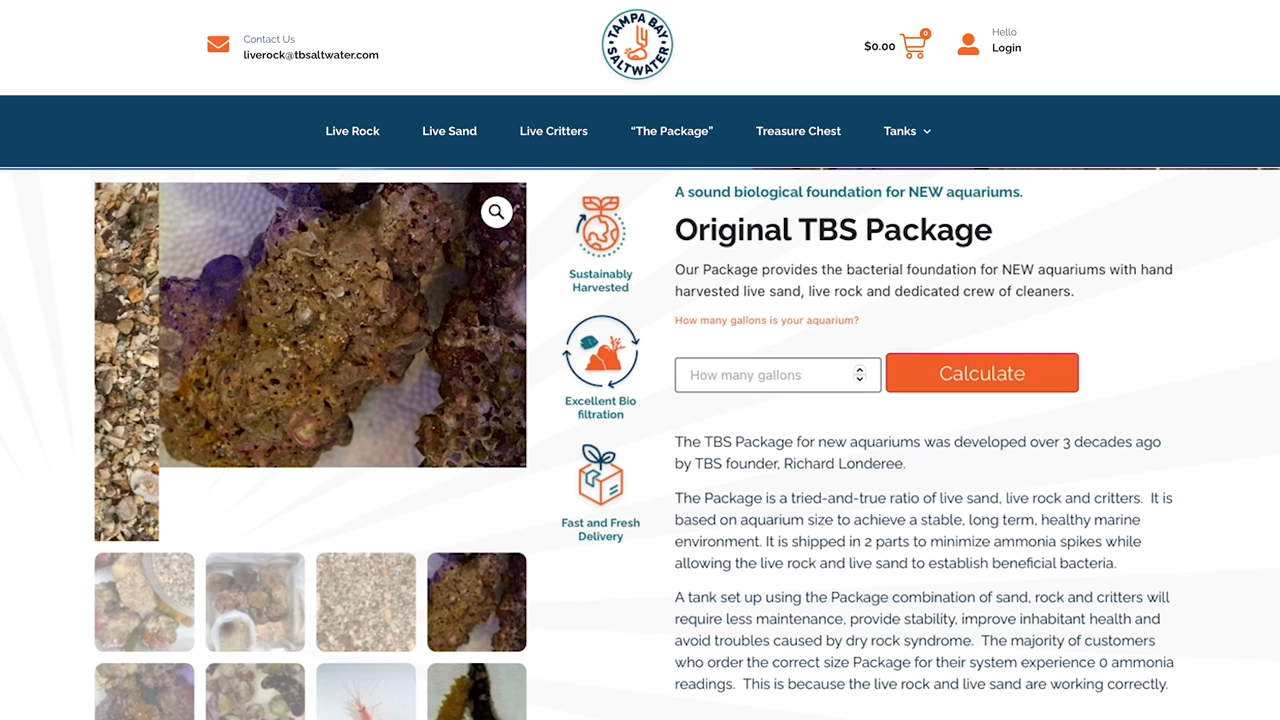 Contact Us
liverock@tbsaltwater.com
TAMPA BAY
SALTWATER
$0.00
0
Hello
Login
Live Rock
Live Sand
Live Critters
“The Package”
Treasure Chest
Tanks
Sustainably
Harvested
Excellent Bio
filtration
Fast and Fresh
Delivery
A sound biological foundation for NEW aquariums.
Original TBS Package
Our Package provides the bacterial foundation for NEW aquariums with hand
harvested live sand, live rock and dedicated crew of cleaners.
How many gallons is your aquarium?
How many gallons
Calculate
The TBS Package for new aquariums was developed over 3 decades ago
by TBS founder, Richard Londeree.
The Package is a tried-and-true ratio of live sand, live rock and critters.  It is
based on aquarium size to achieve a stable, long term, healthy marine
environment. It is shipped in 2 parts to minimize ammonia spikes while
allowing the live rock and live sand to establish beneficial bacteria.
A tank set up using the Package combination of sand, rock and critters will
require less maintenance, provide stability, improve inhabitant health and
avoid troubles caused by dry rock syndrome.  The majority of customers
who order the correct size Package for their system experience 0 ammonia
readings.  This is because the live rock and live sand are working correctly.